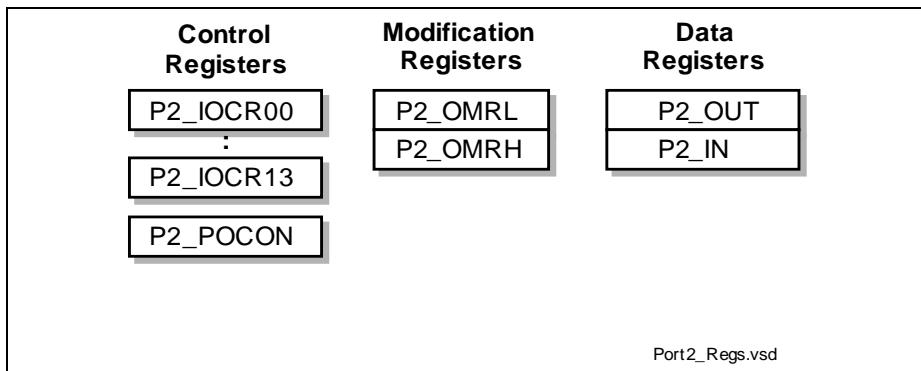 Control
Registers
P2_IOCR00
:
P2_IOCR13
P2_POCON
Modification
Registers
P2_OMRL
P2_OMRH
Data
Registers
P2_OUT
P2_IN
Port2_Regs.vsd